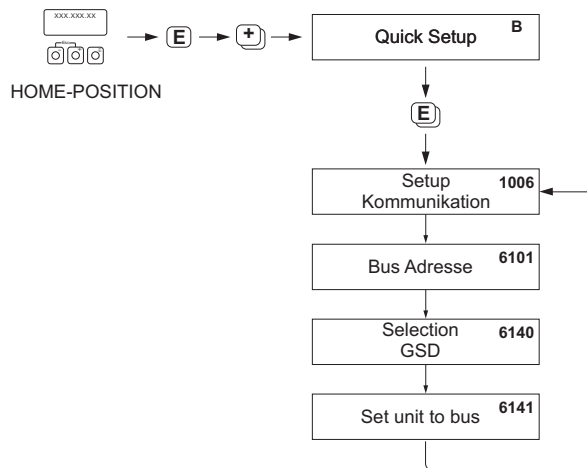 xxx.xxx.xx
Esc
E
+
Quick Setup
B
HOME-POSITION
E
Setup
Kommunikation
1006
Bus Adresse
6101
Selection
GSD
6140
Set unit to bus
6141